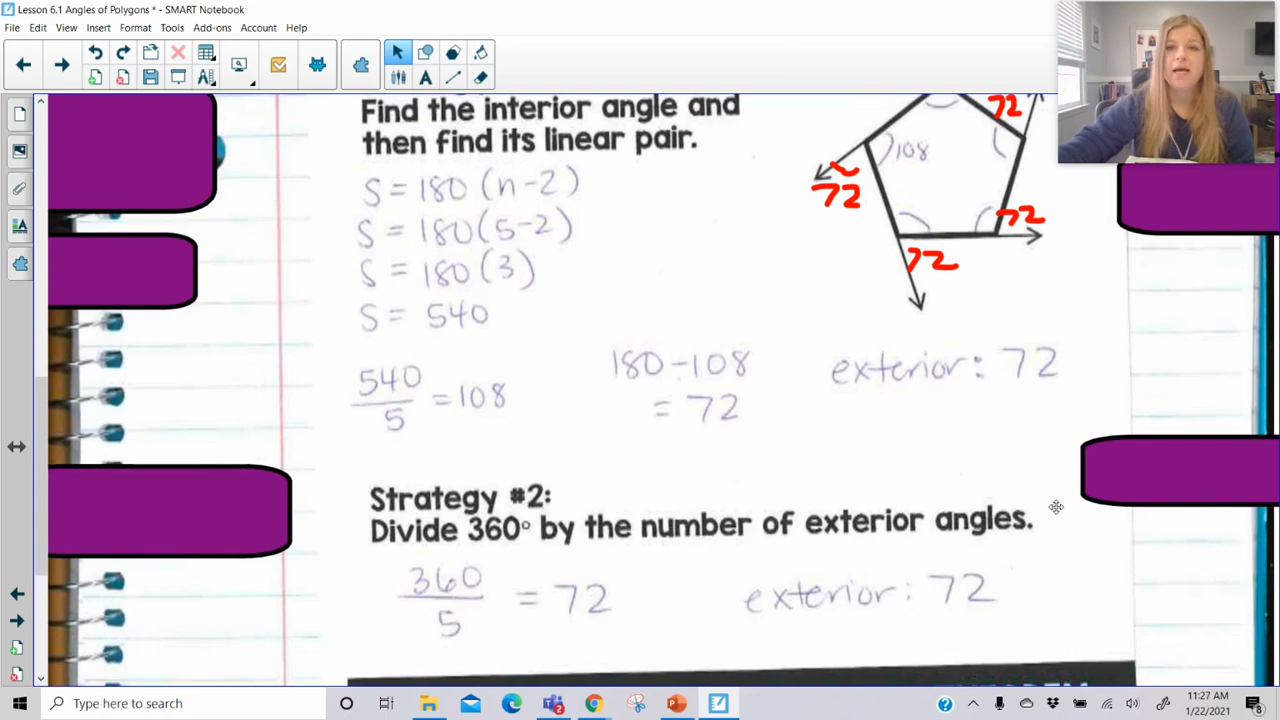 Lesson 6.1 Angles of Polygons * - SMART Notebook
File Edit View Insert Format Tools Account Help
Find the interior angle and
then find its linear pair.
S = 180 (n-2)
S = 180(5-2)
S = 180(3)
S = 540
540
5
= 108
180-108
= 72
exterior: 72
72
108
72
72
72
Strategy #2:
Divide 360° by the number of exterior angles.
360
5
= 72
exterior: 72
Type here to search
11:27 AM
1/22/2021